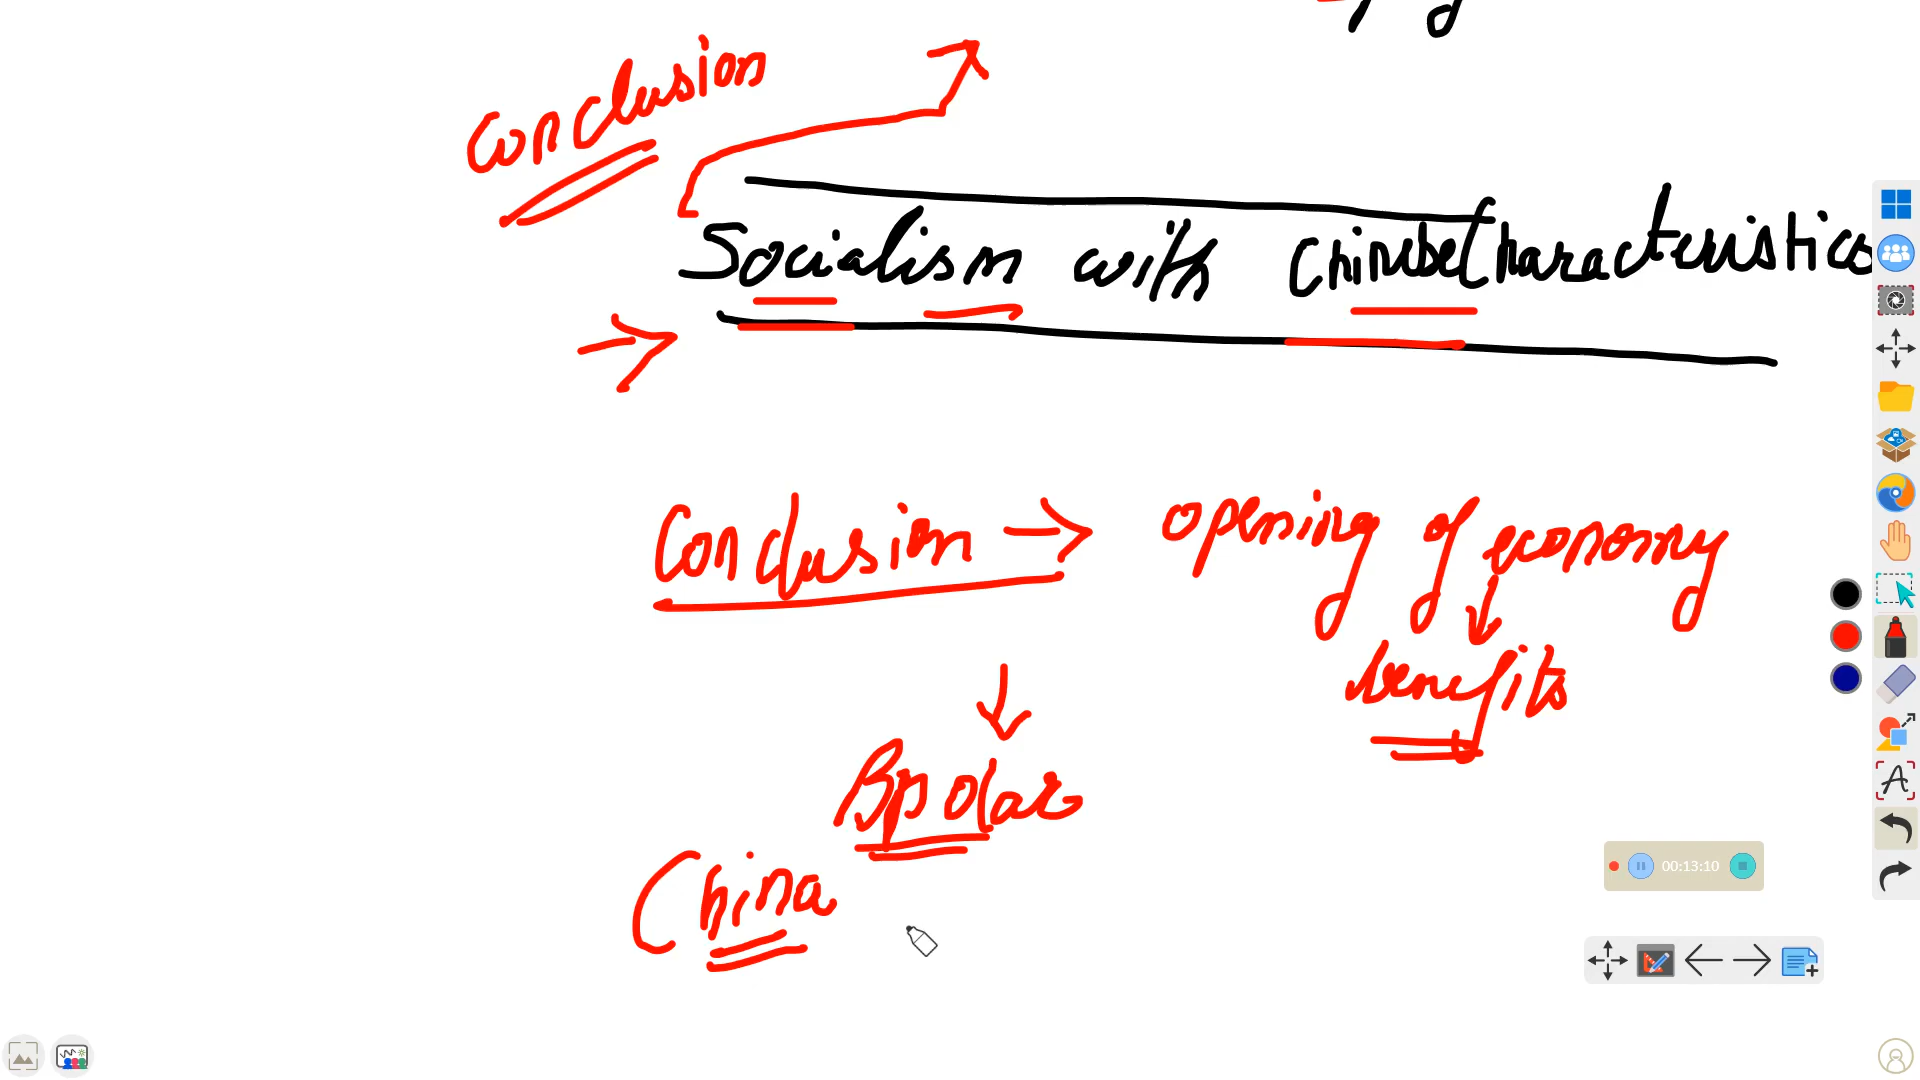 Conclusion
Socialism with Chinese Characteristics
Conclusion → opening of economy
benefits
Bipolar
China
00:13:10